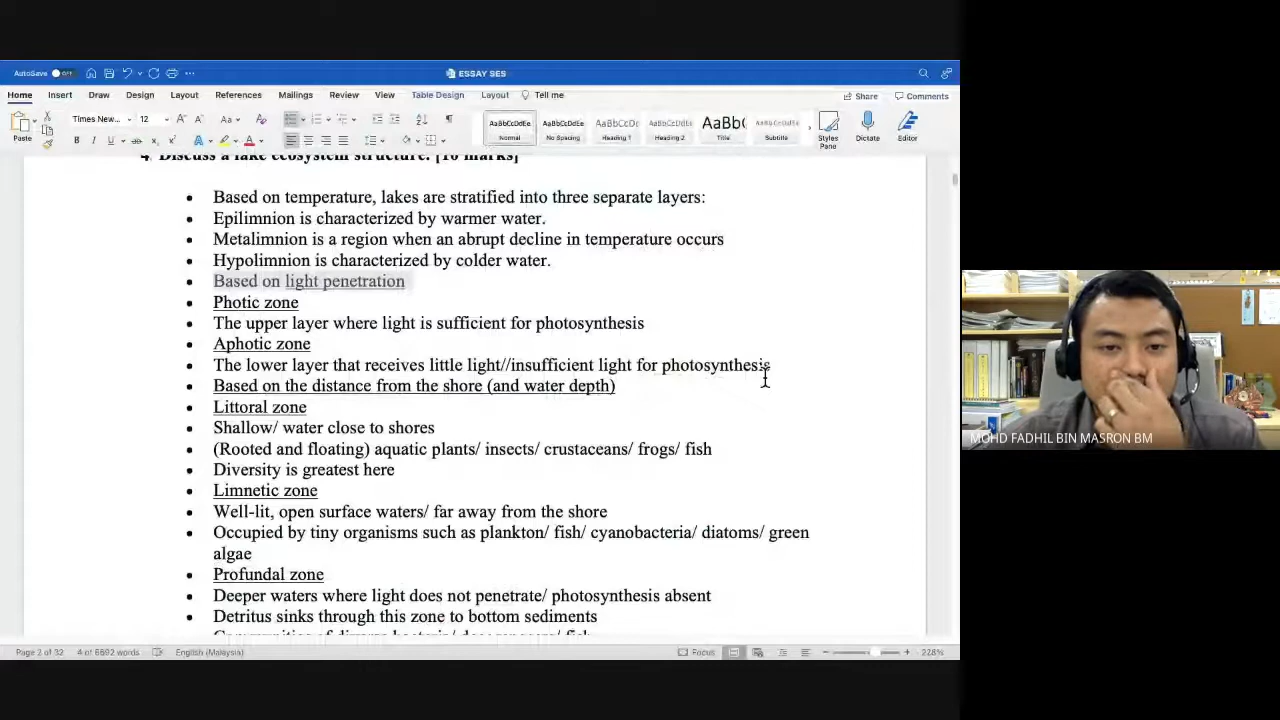 AutoSave OFF
ESSAY SES
Home Insert Draw Design Layout References Mailings Review View Table Design Layout Tell me
Share Comments
Times New... 12
Paste
AaBbCcDdEe Normal
AaBbCcDdEe No Spacing
AaBbCcDc Heading 1
AaBbCcDdEe Heading 2
AaBb( Title
AaBbCcDdEe Subtitle
Styles Pane
Dictate
Editor
4 Discuss a lake ecosystem structure. [10 marks]
Based on temperature, lakes are stratified into three separate layers:
Epilimnion is characterized by warmer water.
Metalimnion is a region when an abrupt decline in temperature occurs
Hypolimnion is characterized by colder water.
Based on light penetration
Photic zone
The upper layer where light is sufficient for photosynthesis
Aphotic zone
The lower layer that receives little light//insufficient light for photosynthesis
Based on the distance from the shore (and water depth)
Littoral zone
Shallow/ water close to shores
(Rooted and floating) aquatic plants/ insects/ crustaceans/ frogs/ fish
Diversity is greatest here
Limnetic zone
Well-lit, open surface waters/ far away from the shore
Occupied by tiny organisms such as plankton/ fish/ cyanobacteria/ diatoms/ green
algae
Profundal zone
Deeper waters where light does not penetrate/ photosynthesis absent
Detritus sinks through this zone to bottom sediments
Communities of diverse bacteria/ decomposers/ fish
Page 2 of 32 4 of 6692 words English (Malaysia) Focus 228%
MOHD FADHIL BIN MASRON BM